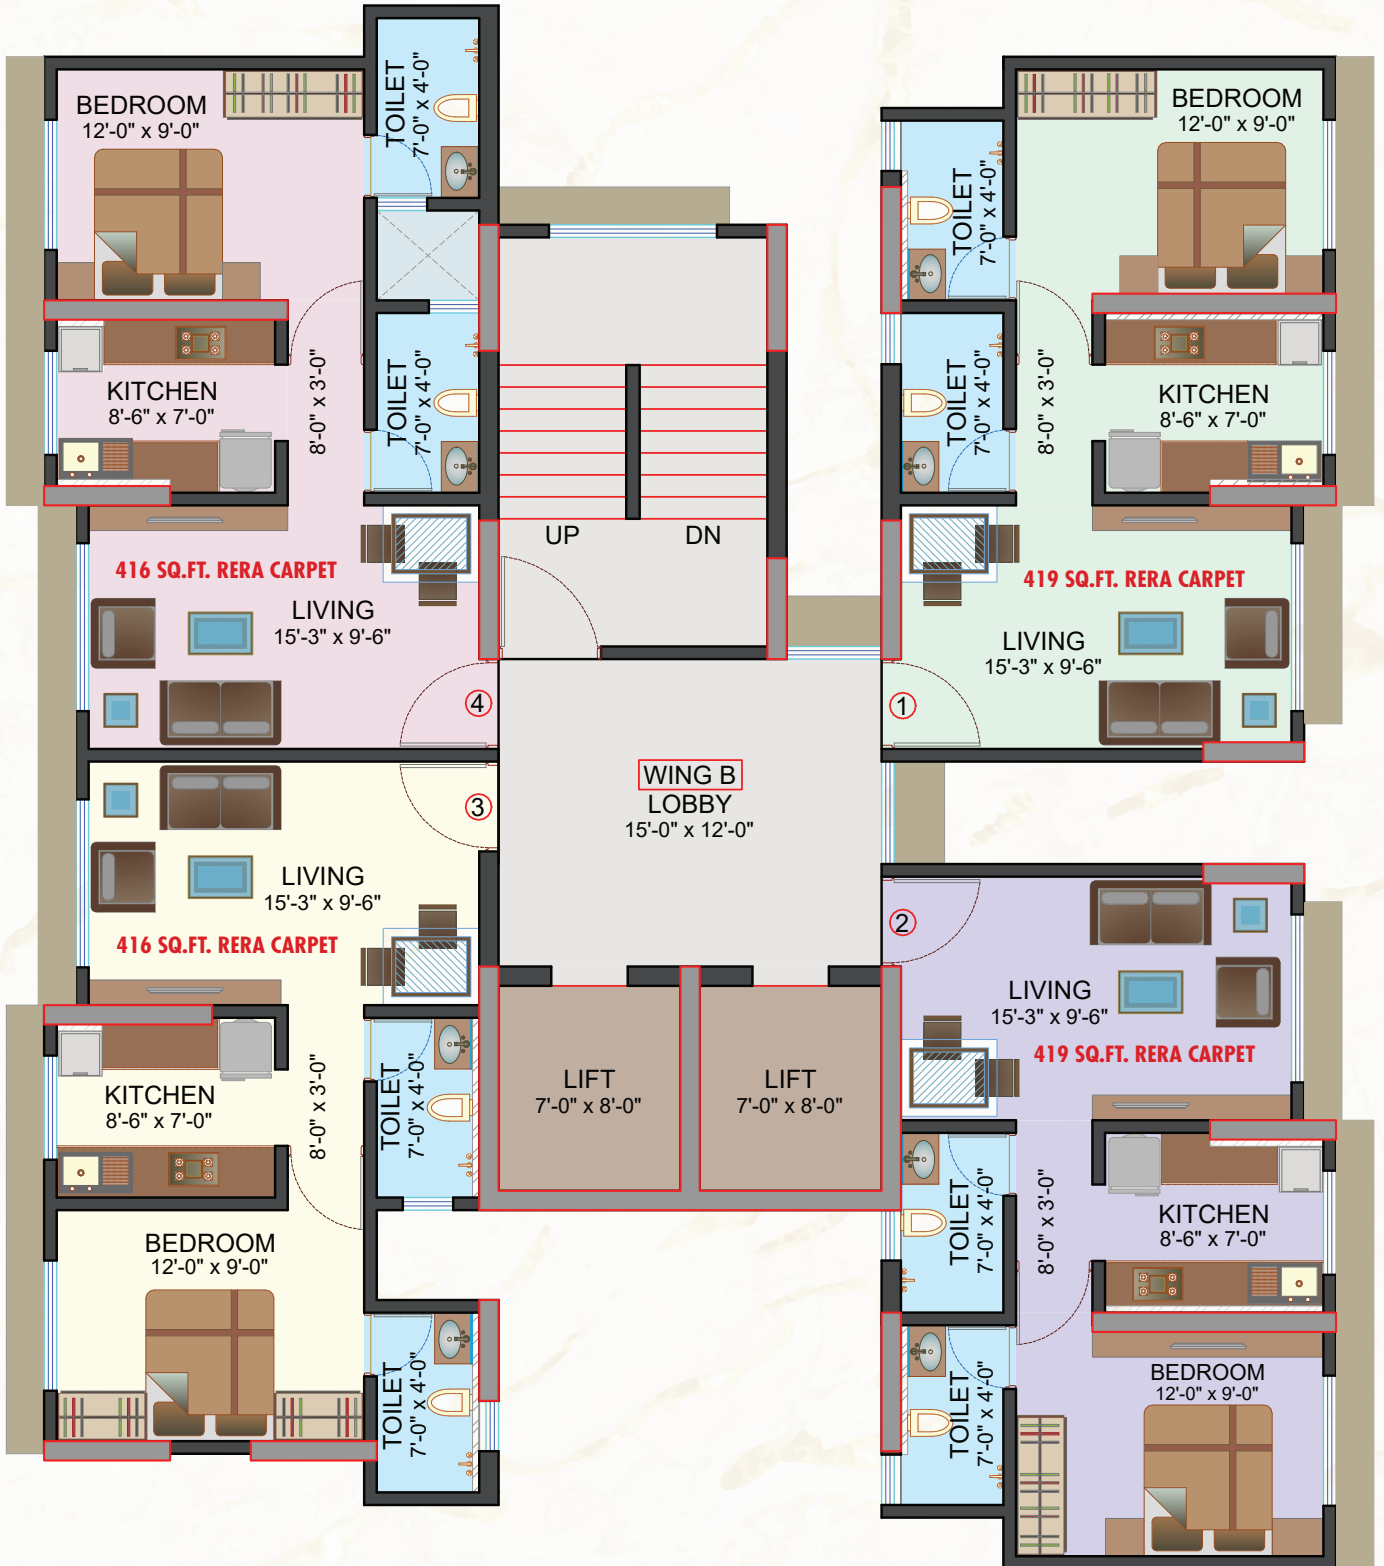 BEDROOM
12'-0" x 9'-0"
TOILET
7'-0" x 4'-0"
KITCHEN
8'-6" x 7'-0"
8'-0" x 3'-0"
TOILET
7'-0" x 4'-0"
416 SQ.FT. RERA CARPET
LIVING
15'-3" x 9'-6"
4
UP
DN
BEDROOM
12'-0" x 9'-0"
TOILET
7'-0" x 4'-0"
TOILET
7'-0" x 4'-0"
8'-0" x 3'-0"
KITCHEN
8'-6" x 7'-0"
419 SQ.FT. RERA CARPET
LIVING
15'-3" x 9'-6"
1
WING B
LOBBY
15'-0" x 12'-0"
3
LIVING
15'-3" x 9'-6"
416 SQ.FT. RERA CARPET
KITCHEN
8'-6" x 7'-0"
8'-0" x 3'-0"
TOILET
7'-0" x 4'-0"
BEDROOM
12'-0" x 9'-0"
TOILET
7'-0" x 4'-0"
LIFT
7'-0" x 8'-0"
LIFT
7'-0" x 8'-0"
2
LIVING
15'-3" x 9'-6"
419 SQ.FT. RERA CARPET
TOILET
7'-0" x 4'-0"
8'-0" x 3'-0"
KITCHEN
8'-6" x 7'-0"
TOILET
7'-0" x 4'-0"
BEDROOM
12'-0" x 9'-0"